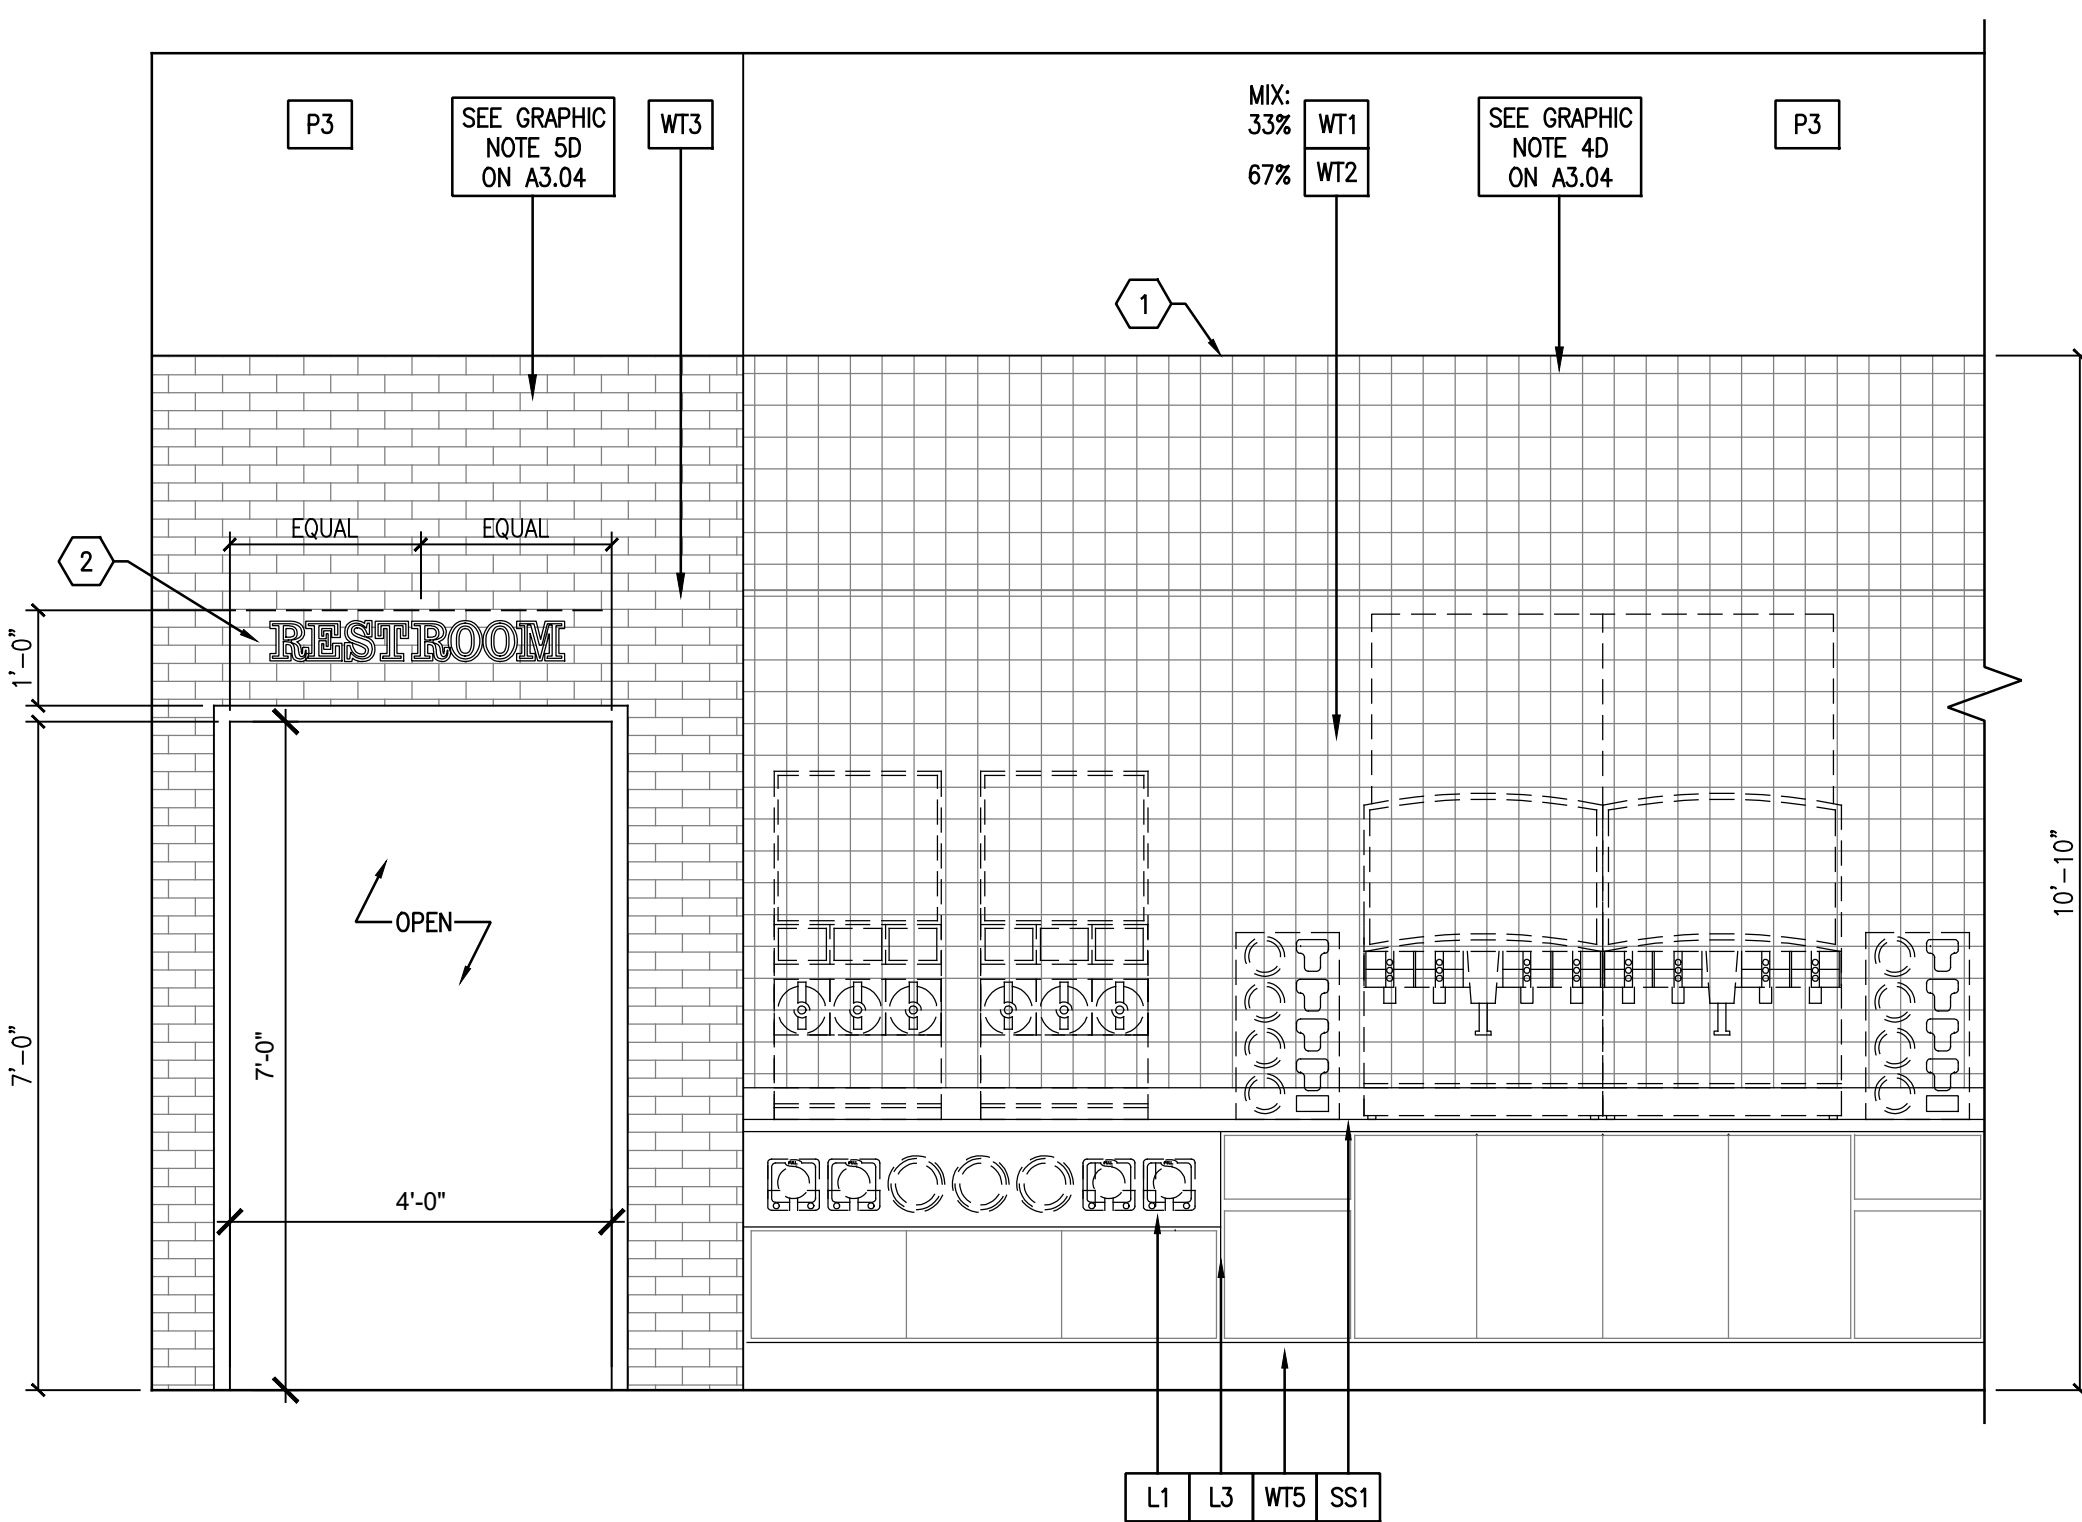 P3
SEE GRAPHIC
NOTE 5D
ON A3.04
WT3
MIX:
33% WT1
67% WT2
SEE GRAPHIC
NOTE 4D
ON A3.04
P3
1
EQUAL EQUAL
2
RESTROOM
1'-0"
7'-0"
7'-0"
OPEN
4'-0"
10'-10"
L1 L3 WT5 SS1